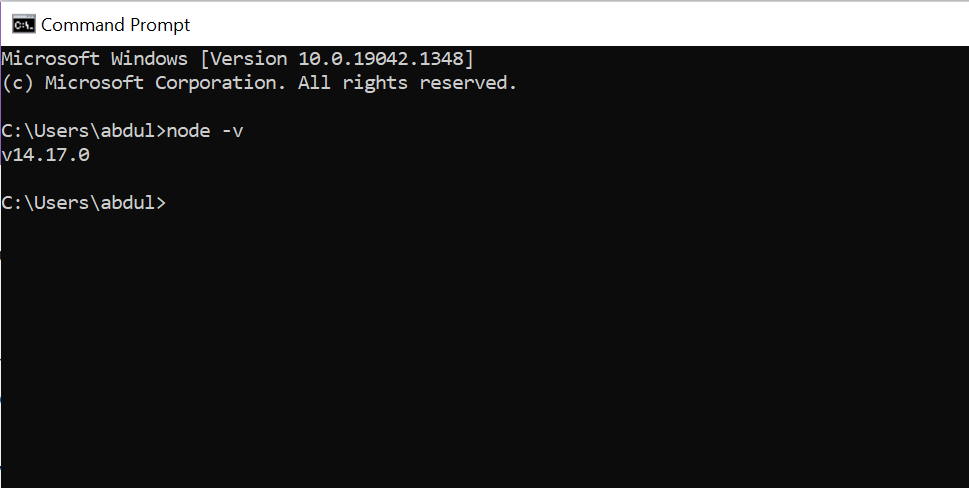 Command Prompt
Microsoft Windows [Version 10.0.19042.1348]
(c) Microsoft Corporation. All rights reserved.
C:\Users\abdul>node -v
v14.17.0
C:\Users\abdul>